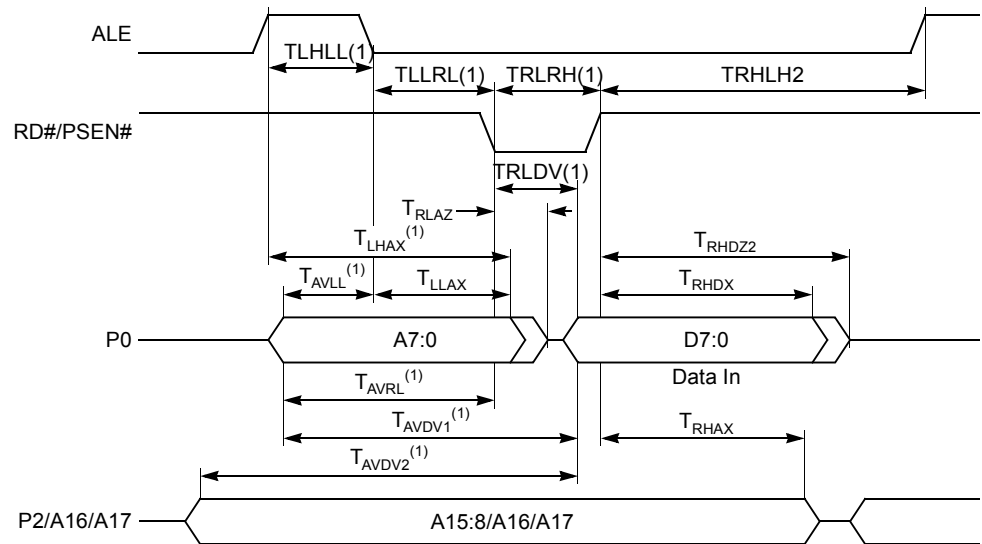 ALE
TLHLL(1)
TLLRL(1) TRLRH(1) TRHLH2
RD#/PSEN#
TRLDV(1)
TRLAZ
TLHAX(1) TRHDZ2
TAVLL(1) TLLAX TRHDX
P0 A7:0 D7:0
Data In
TAVRL(1)
TAVDV1(1) TRHAX
TAVDV2(1)
P2/A16/A17 A15:8/A16/A17